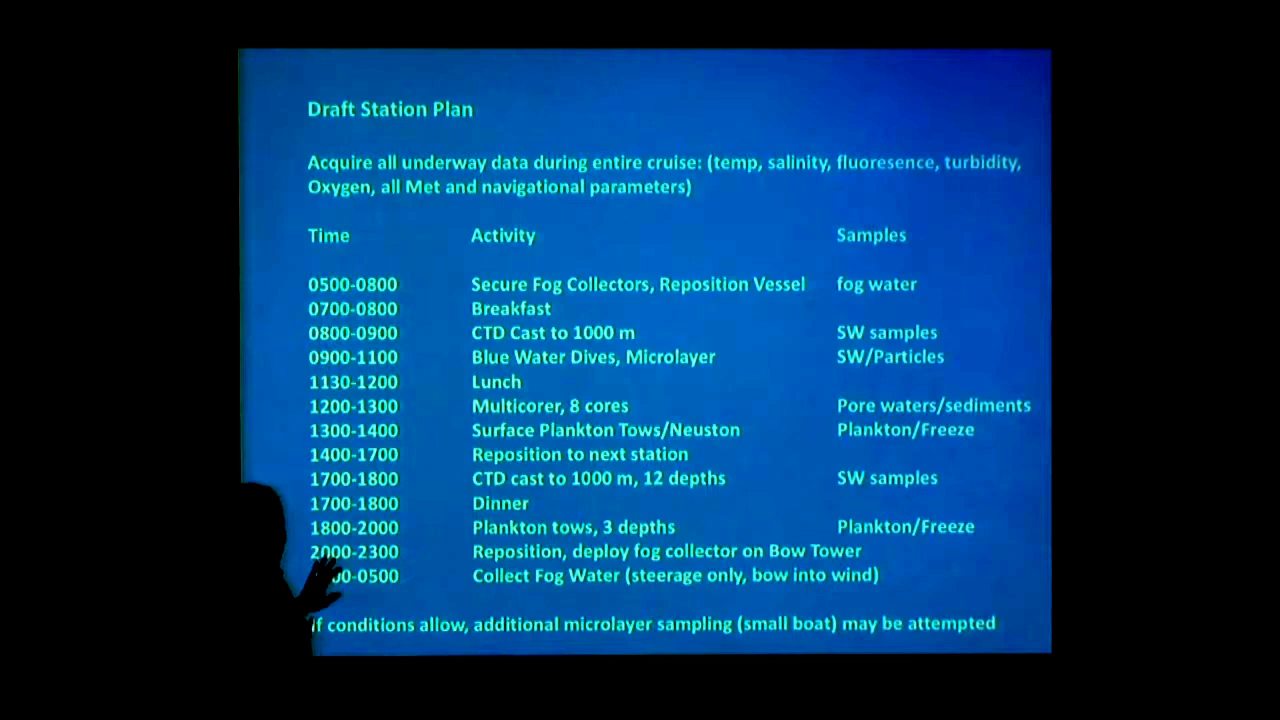 Draft Station Plan
Acquire all underway data during entire cruise: (temp, salinity, fluoresence, turbidity,
Oxygen, all Met and navigational parameters)
Time Activity Samples
0500-0800 Secure Fog Collectors, Reposition Vessel fog water
0700-0800 Breakfast
0800-0900 CTD Cast to 1000 m SW samples
0900-1100 Blue Water Dives, Microlayer SW/Particles
1130-1200 Lunch
1200-1300 Multicorer, 8 cores Pore waters/sediments
1300-1400 Surface Plankton Tows/Neuston Plankton/Freeze
1400-1700 Reposition to next station
1700-1800 CTD cast to 1000 m, 12 depths SW samples
1700-1800 Dinner
1800-2000 Plankton tows, 3 depths Plankton/Freeze
2000-2300 Reposition, deploy fog collector on Bow Tower
00-0500 Collect Fog Water (steerage only, bow into wind)
If conditions allow, additional microlayer sampling (small boat) may be attempted